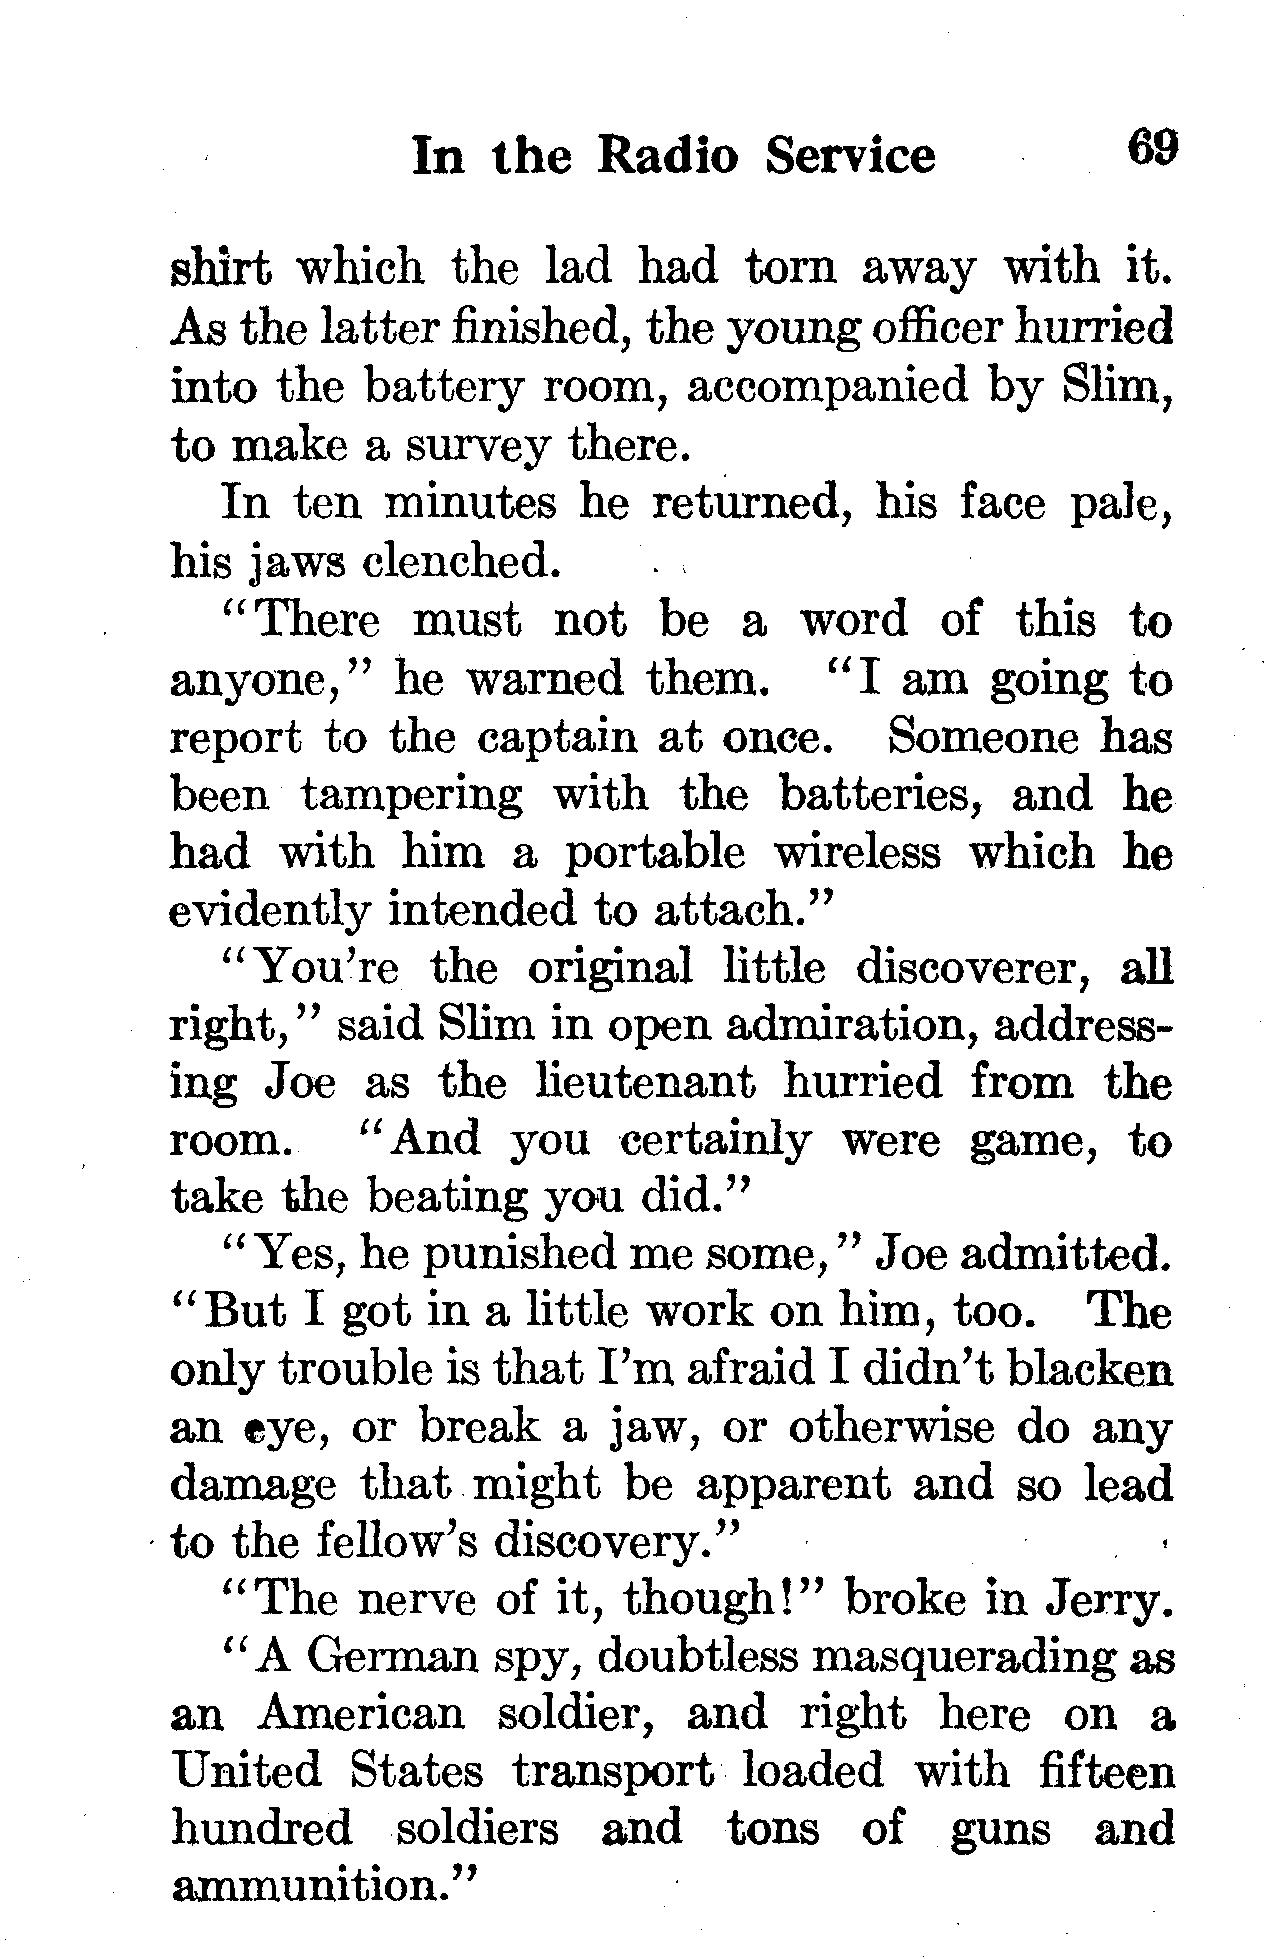 In the Radio Service 69
shirt which the lad had torn away with it.
As the latter finished, the young officer hurried
into the battery room, accompanied by Slim,
to make a survey there.
In ten minutes he returned, his face pale,
his jaws clenched.
“There must not be a word of this to
anyone,” he warned them. “I am going to
report to the captain at once. Someone has
been tampering with the batteries, and he
had with him a portable wireless which he
evidently intended to attach.”
“You're the original little discoverer, all
right,” said Slim in open admiration, address-
ing Joe as the lieutenant hurried from the
room. “And you certainly were game, to
take the beating you did.”
“Yes, he punished me some,” Joe admitted.
“But I got in a little work on him, too. The
only trouble is that I'm afraid I didn't blacken
an eye, or break a jaw, or otherwise do any
damage that might be apparent and so lead
to the fellow's discovery.”
“The nerve of it, though!” broke in Jerry.
“A German spy, doubtless masquerading as
an American soldier, and right here on a
United States transport loaded with fifteen
hundred soldiers and tons of guns and
ammunition.”